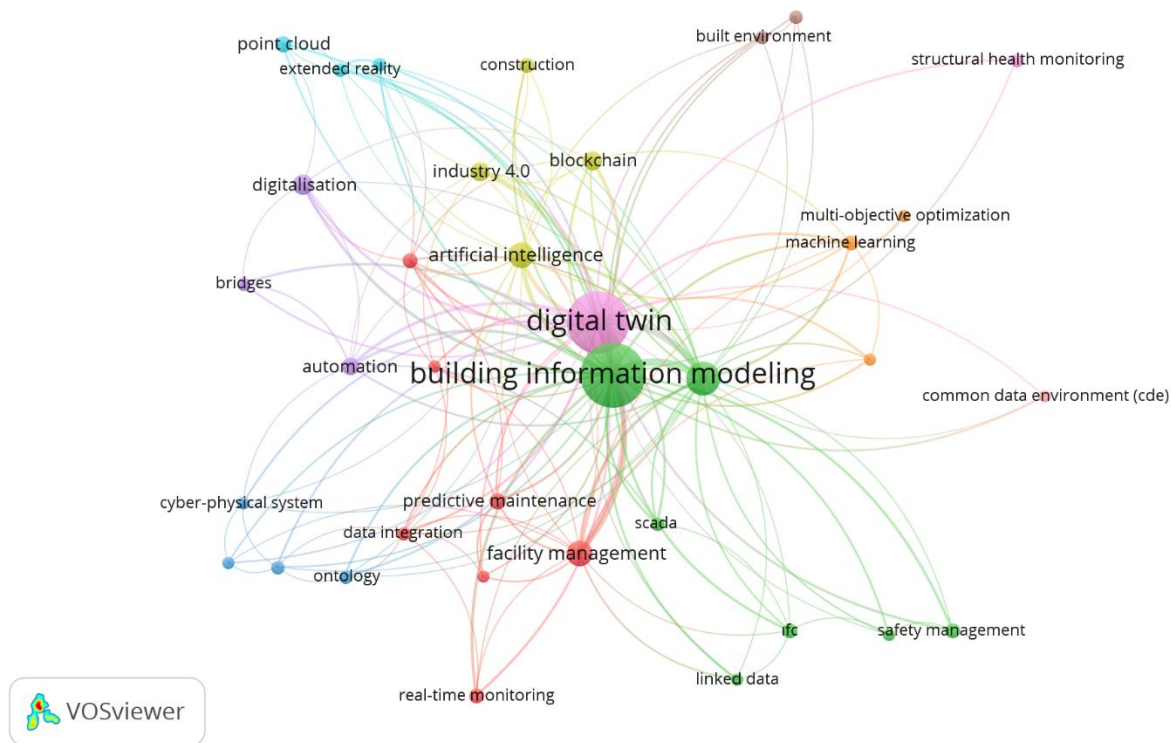 built environment
point cloud
structural health monitoring
construction
extended reality
blockchain
industry 4.0
digitalisation
multi-objective optimization
machine learning
artificial intelligence
bridges
digital twin
automation
building information modeling
common data environment (cde)
cyber-physical system
predictive maintenance
scada
data integration
facility management
ontology
ifc
safety management
linked data
real-time monitoring
VOSviewer